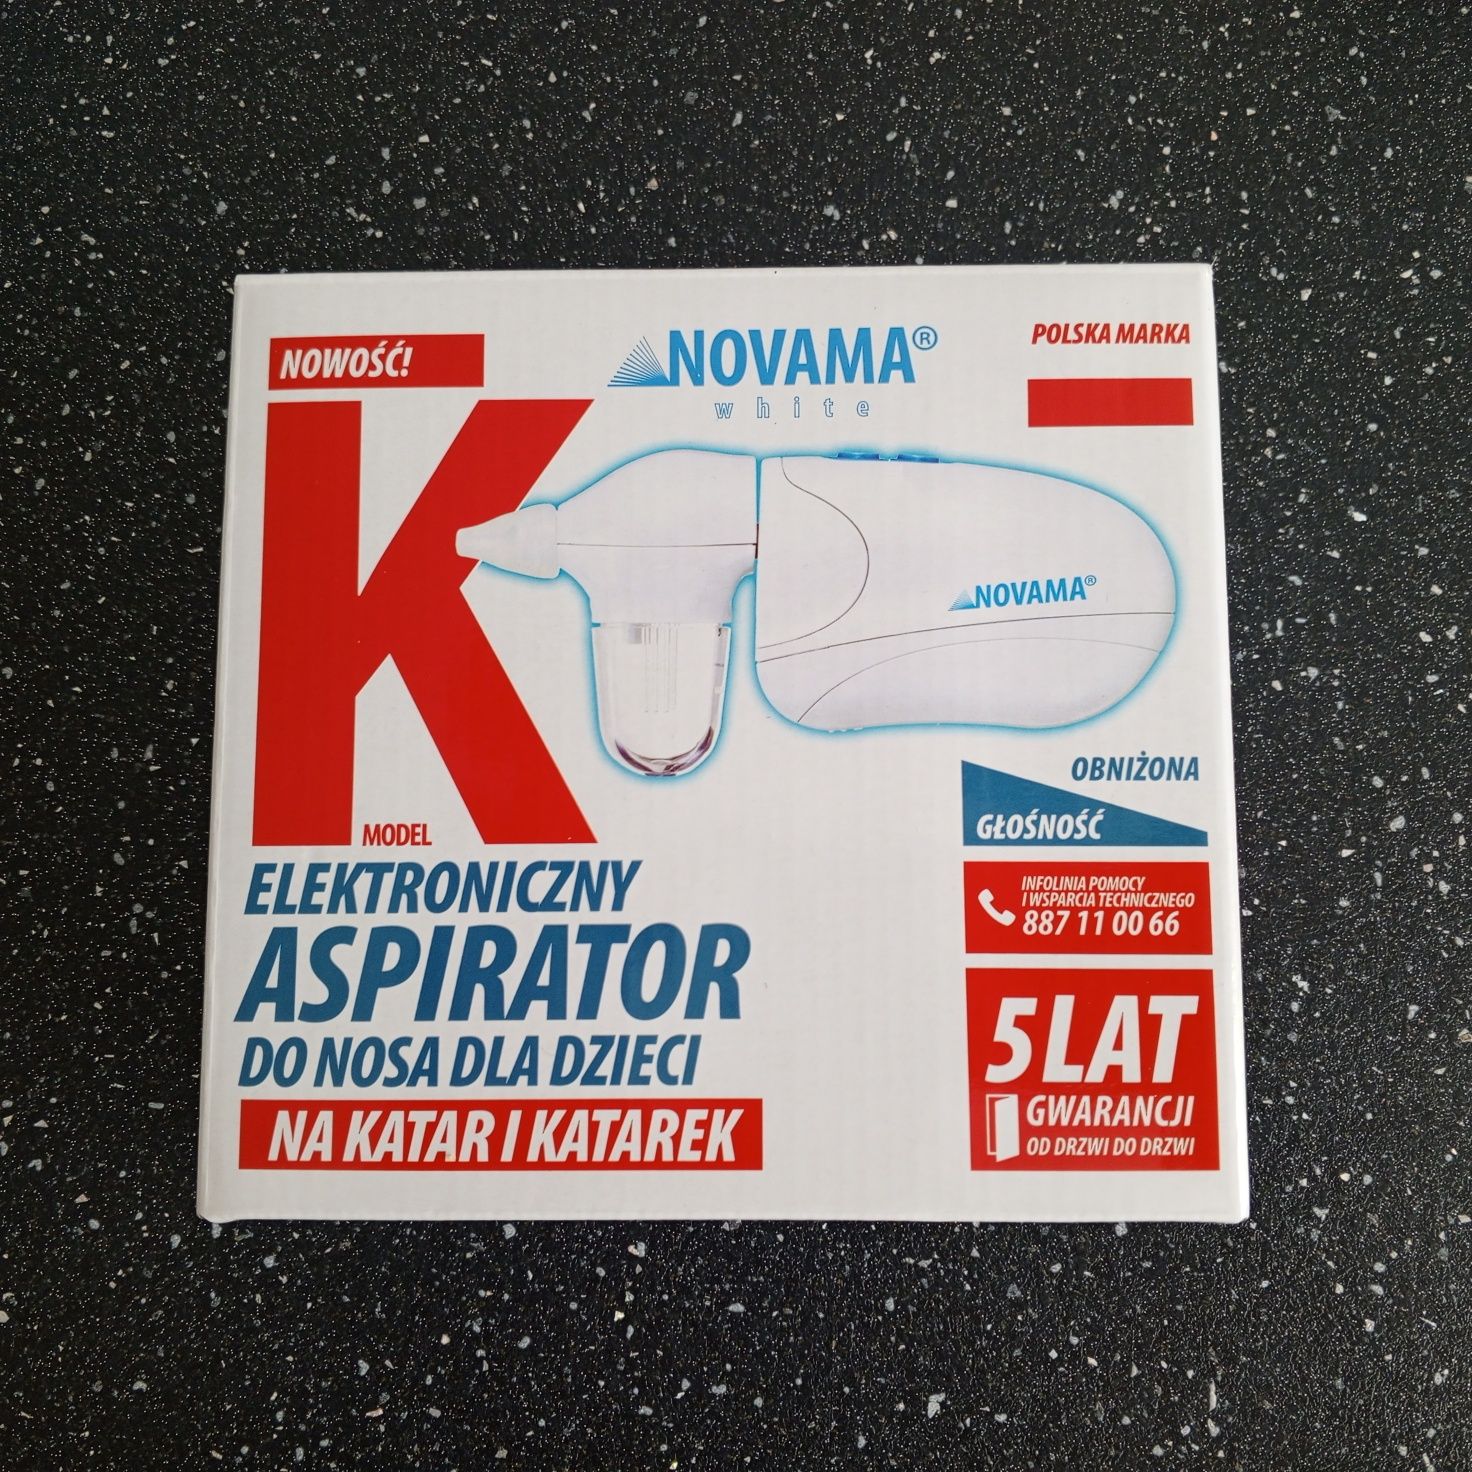 NOWOŚĆ!
NOVAMA®
white
POLSKA MARKA
K
MODEL
NOVAMA®
OBNIŻONA
GŁOŚNOŚĆ
ELEKTRONICZNY
ASPIRATOR
DO NOSA DLA DZIECI
NA KATAR I KATAREK
INFOLINIA POMOCY
I WSPARCIA TECHNICZNEGO
887 11 00 66
5 LAT
GWARANCJI
OD DRZWI DO DRZWI